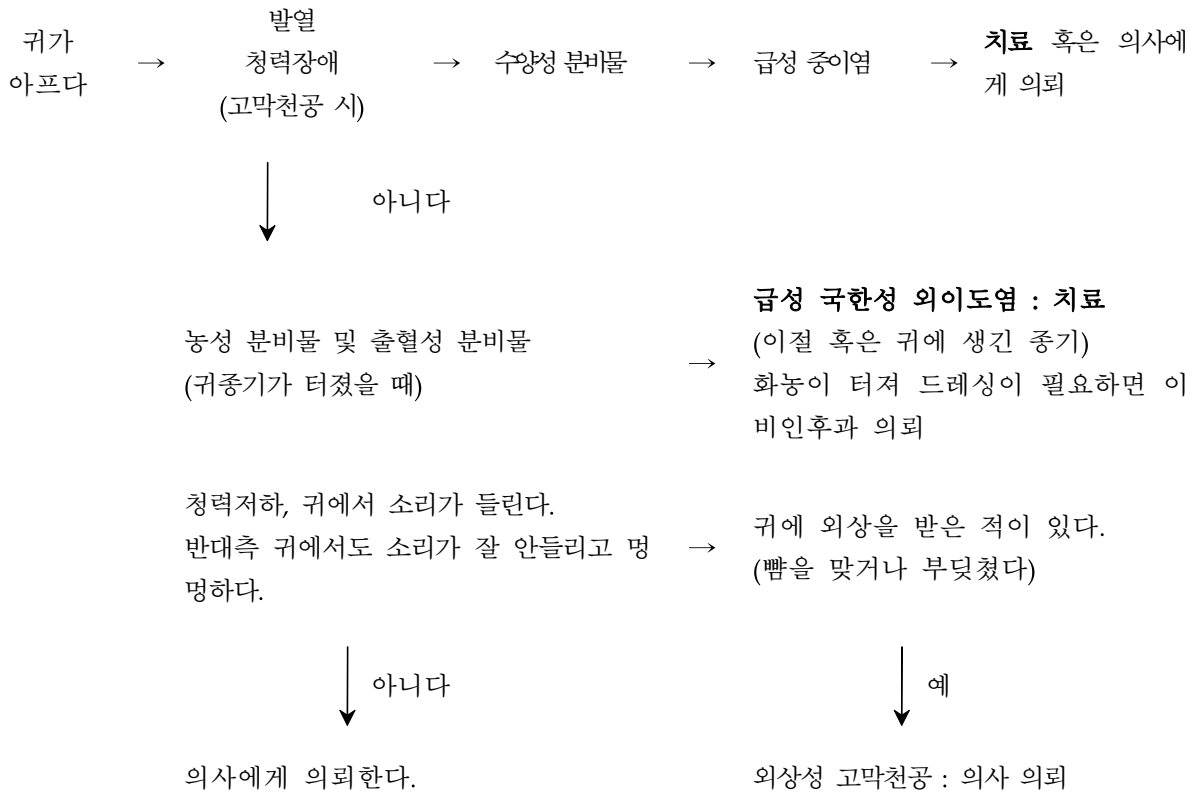 귀가
아프다
→
발열
청력장애
(고막천공 시)
→
수양성 분비물
→
급성 중이염
→
치료 혹은 의사에
게 의뢰
아니다
농성 분비물 및 출혈성 분비물
(귀종기가 터졌을 때)
→
급성 국한성 외이도염 : 치료
(이절 혹은 귀에 생긴 종기)
화농이 터져 드레싱이 필요하면 이
비인후과 의뢰
청력저하, 귀에서 소리가 들린다.
반대측 귀에서도 소리가 잘 안들리고 멍
멍하다.
→
귀에 외상을 받은 적이 있다.
(뺨을 맞거나 부딪쳤다)
아니다
예
의사에게 의뢰한다.
외상성 고막천공 : 의사 의뢰